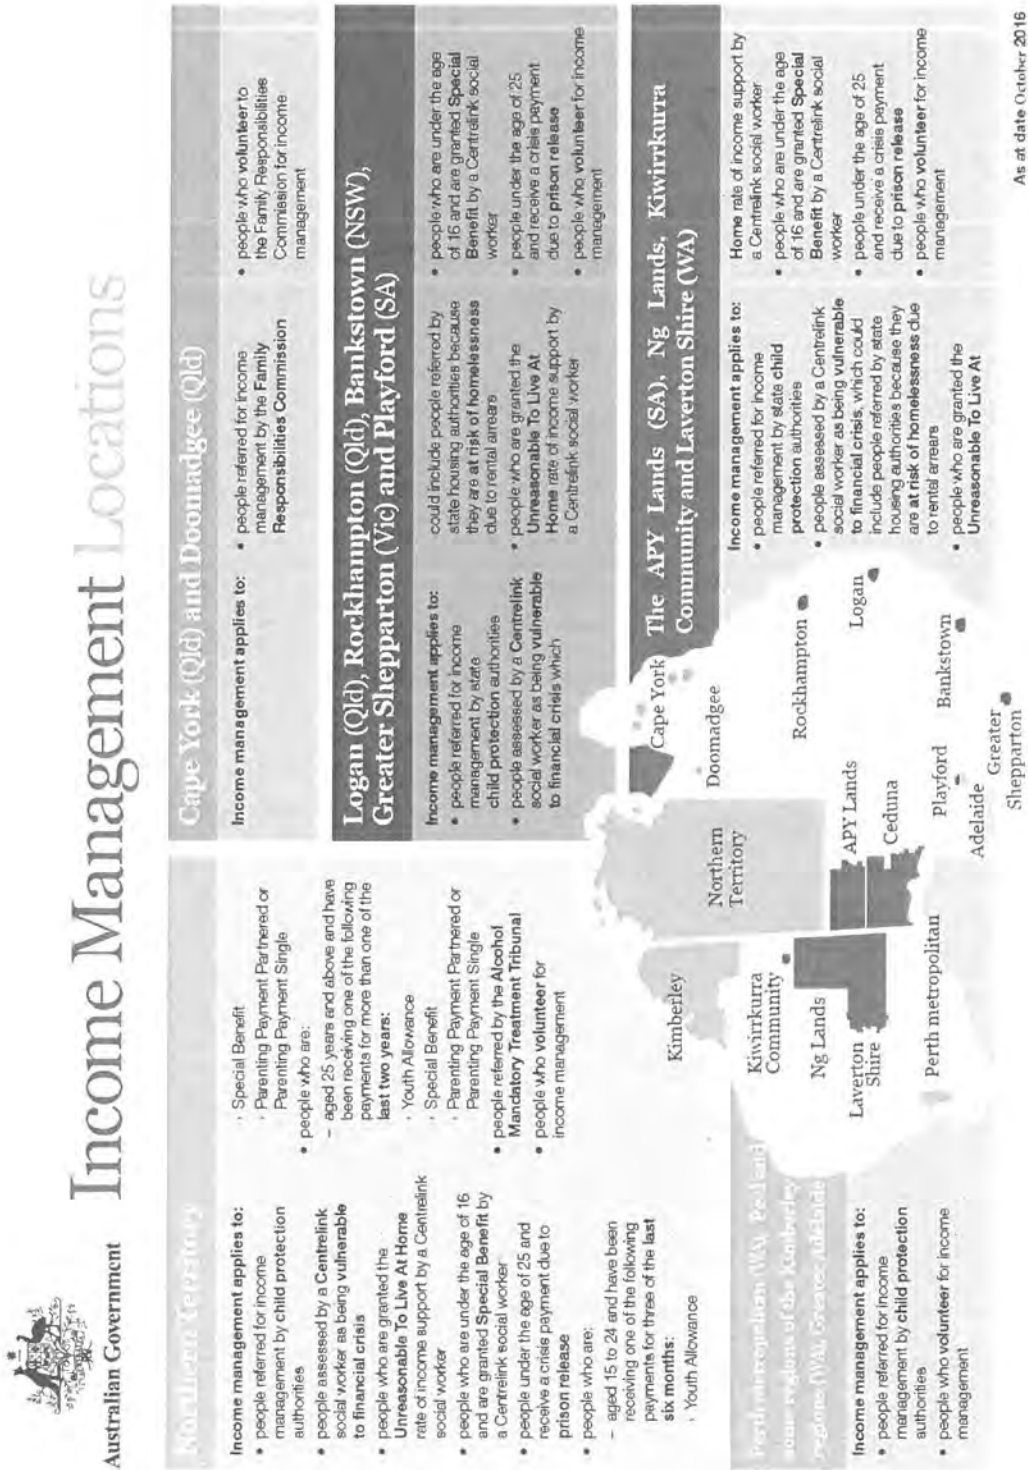 Australian Government
Income Management Locations
Northern Territory
Income management applies to:
• people referred for income
management by child protection
authorities
• people assessed by a Centrelink
social worker as being vulnerable
to financial crisis
• people who are granted the
Unreasonable To Live At Home
rate of income support by a Centrelink
social worker
• people who are under the age of 16
and are granted Special Benefit by
a Centrelink social worker
• people under the age of 25 and
receive a crisis payment due to
prison release
• people who are:
– aged 15 to 24 and have been
receiving one of the following
payments for three of the last
six months:
› Youth Allowance
› Special Benefit
› Parenting Payment Partnered or
Parenting Payment Single
• people who are:
– aged 25 years and above and have
been receiving one of the following
payments for more than one of the
last two years:
› Youth Allowance
› Special Benefit
› Parenting Payment Partnered or
Parenting Payment Single
• people referred by the Alcohol
Mandatory Treatment Tribunal
• people who volunteer for
income management
Cape York (Qld) and Doomadgee (Qld)
Income management applies to:
• people referred for income
management by the Family
Responsibilities Commission
• people who volunteer to
the Family Responsibilities
Commission for income
management
Logan (Qld), Rockhampton (Qld), Bankstown (NSW),
Greater Shepparton (Vic) and Playford (SA)
Income management applies to:
• people referred for income
management by state
child protection authorities
• people assessed by a Centrelink
social worker as being vulnerable
to financial crisis which
could include people referred by
state housing authorities because
they are at risk of homelessness
due to rental arrears
• people who are granted the
Unreasonable To Live At
Home rate of income support by
a Centrelink social worker
• people who are under the age
of 16 and are granted Special
Benefit by a Centrelink social
worker
• people under the age of 25
and receive a crisis payment
due to prison release
• people who volunteer for income
management
Perth metropolitan (WA), Peel and
other regions of the Kimberley
regions (WA), Greater Adelaide
Income management applies to:
• people referred for income
management by child protection
authorities
• people who volunteer for income
management
Kimberley
Kiwirrkurra
Community
Ng Lands
Laverton
Shire
Perth metropolitan
Northern
Territory
APY Lands
Ceduna
Playford
Adelaide
Greater
Shepparton
Cape York
Doomadgee
Rockhampton
Logan
Bankstown
The APY Lands (SA), Ng Lands, Kiwirrkurra
Community and Laverton Shire (WA)
Income management applies to:
• people referred for income
management by state child
protection authorities
• people assessed by a Centrelink
social worker as being vulnerable
to financial crisis, which could
include people referred by state
housing authorities because they
are at risk of homelessness due
to rental arrears
• people who are granted the
Unreasonable To Live At
Home rate of income support by
a Centrelink social worker
• people who are under the age
of 16 and are granted Special
Benefit by a Centrelink social
worker
• people under the age of 25
and receive a crisis payment
due to prison release
• people who volunteer for income
management
As at date October 2016